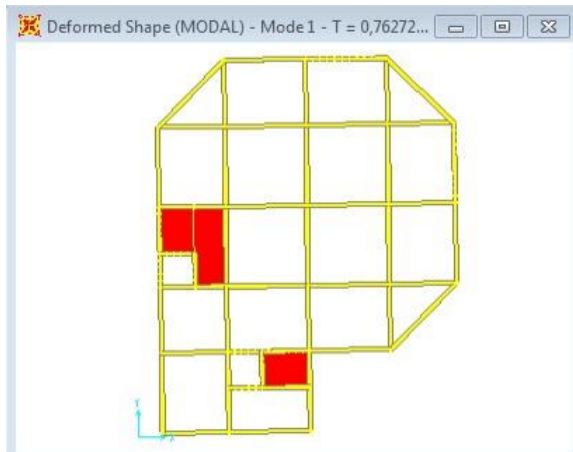 Deformed Shape (MODAL) - Mode 1 - T = 0,76272...
Y
X